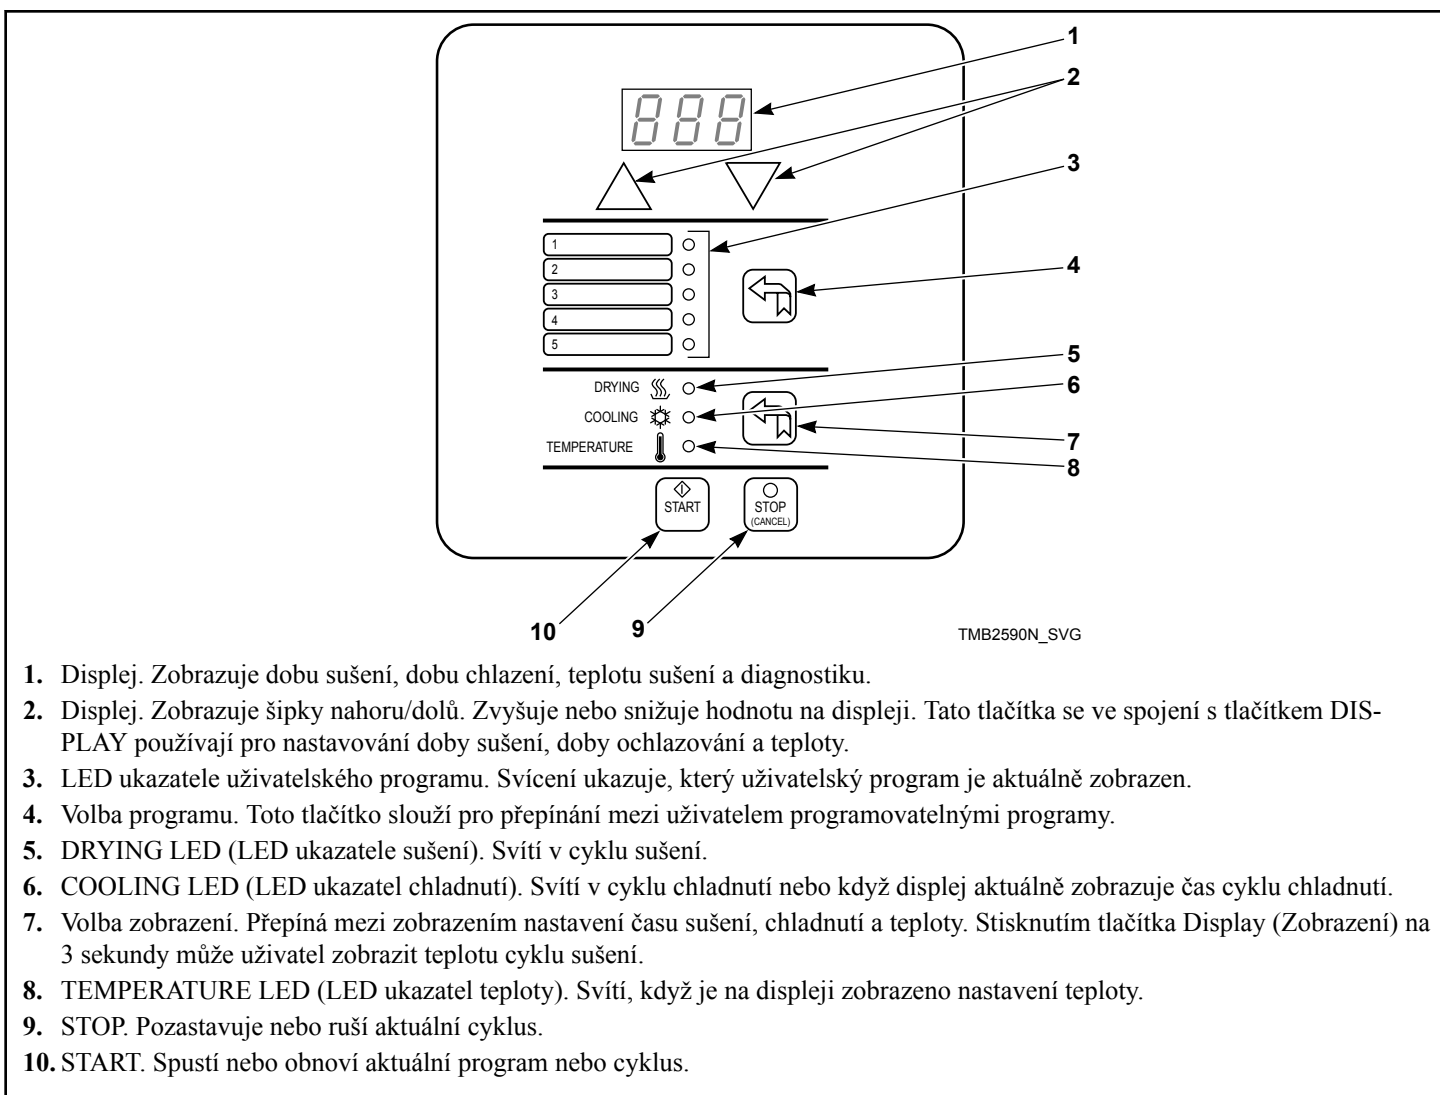 1
2
888
3
1
2
4
3
4
5
5
DRYING
6
COOLING
7
TEMPERATURE
8
START
STOP
(CANCEL)
10
9
TMB2590N_SVG
1. Displej. Zobrazuje dobu sušení, dobu chlazení, teplotu sušení a diagnostiku.
2. Displej. Zobrazuje šipky nahoru/dolů. Zvyšuje nebo snižuje hodnotu na displeji. Tato tlačítka se ve spojení s tlačítkem DIS-
PLAY používají pro nastavování doby sušení, doby ochlazování a teploty.
3. LED ukazatele uživatelského programu. Svícení ukazuje, který uživatelský program je aktuálně zobrazen.
4. Volba programu. Toto tlačítko slouží pro přepínání mezi uživatelem programovatelnými programy.
5. DRYING LED (LED ukazatele sušení). Svítí v cyklu sušení.
6. COOLING LED (LED ukazatel chladnutí). Svítí v cyklu chladnutí nebo když displej aktuálně zobrazuje čas cyklu chladnutí.
7. Volba zobrazení. Přepíná mezi zobrazením nastavení času sušení, chladnutí a teploty. Stisknutím tlačítka Display (Zobrazení) na
3 sekundy může uživatel zobrazit teplotu cyklu sušení.
8. TEMPERATURE LED (LED ukazatel teploty). Svítí, když je na displeji zobrazeno nastavení teploty.
9. STOP. Pozastavuje nebo ruší aktuální cyklus.
10. START. Spustí nebo obnoví aktuální program nebo cyklus.